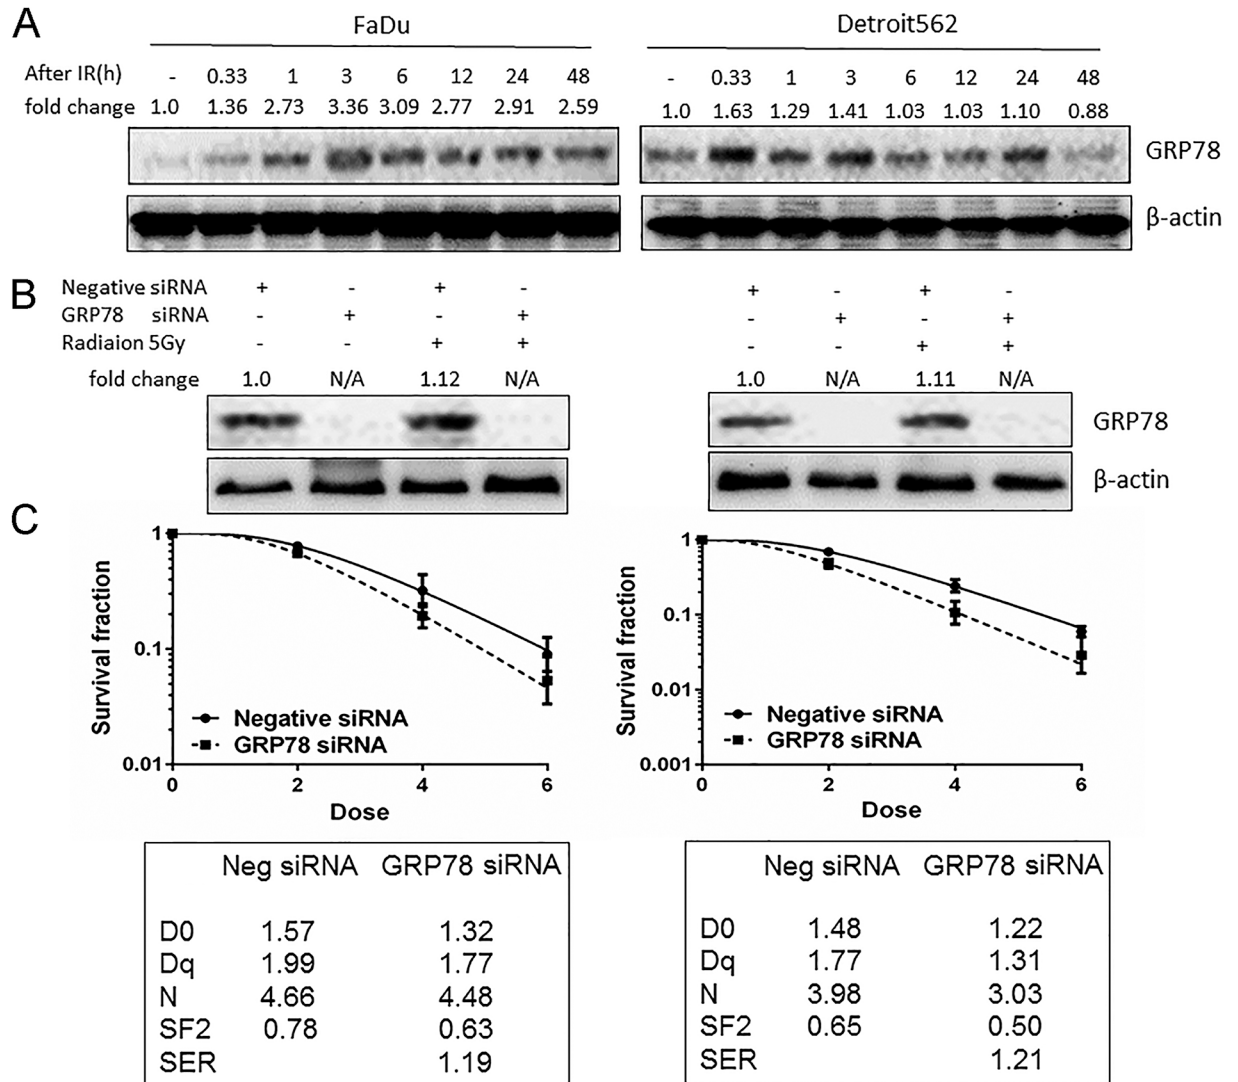 A
FaDu
Detroit562
After IR(h) - 0.33 1 3 6 12 24 48
- 0.33 1 3 6 12 24 48
fold change 1.0 1.36 2.73 3.36 3.09 2.77 2.91 2.59
1.0 1.63 1.29 1.41 1.03 1.03 1.10 0.88
GRP78
β-actin
B
Negative siRNA + - + -
+ - + -
GRP78 siRNA - + - +
- + - +
Radiaion 5Gy - - + +
- - + +
fold change 1.0 N/A 1.12 N/A
1.0 N/A 1.11 N/A
GRP78
β-actin
C
Survival fraction
1
0.1
0.01
Negative siRNA
GRP78 siRNA
0 2 4 6
Dose
Survival fraction
1
0.1
0.01
0.001
Negative siRNA
GRP78 siRNA
0 2 4 6
Dose
Neg siRNA GRP78 siRNA
D0 1.57 1.32
Dq 1.99 1.77
N 4.66 4.48
SF2 0.78 0.63
SER 1.19
Neg siRNA GRP78 siRNA
D0 1.48 1.22
Dq 1.77 1.31
N 3.98 3.03
SF2 0.65 0.50
SER 1.21